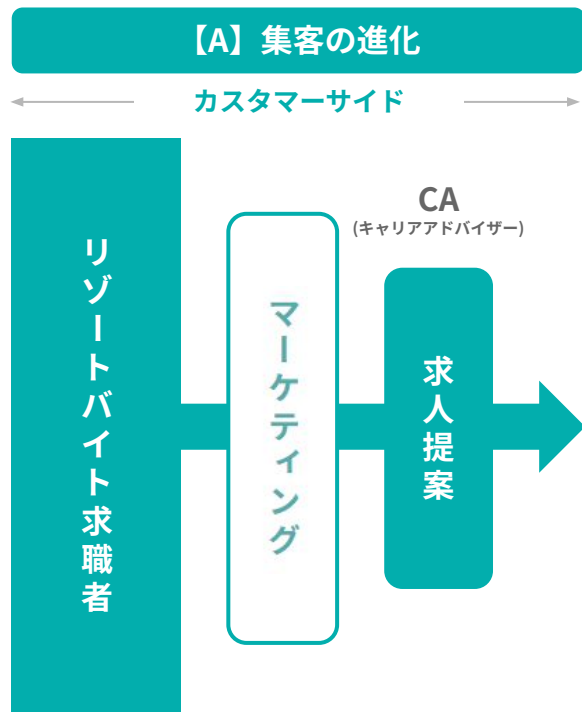 【A】集客の進化
カスタマーサイド
リゾートバイト求職者
マーケティング
CA
(キャリアアドバイザー)
求人提案